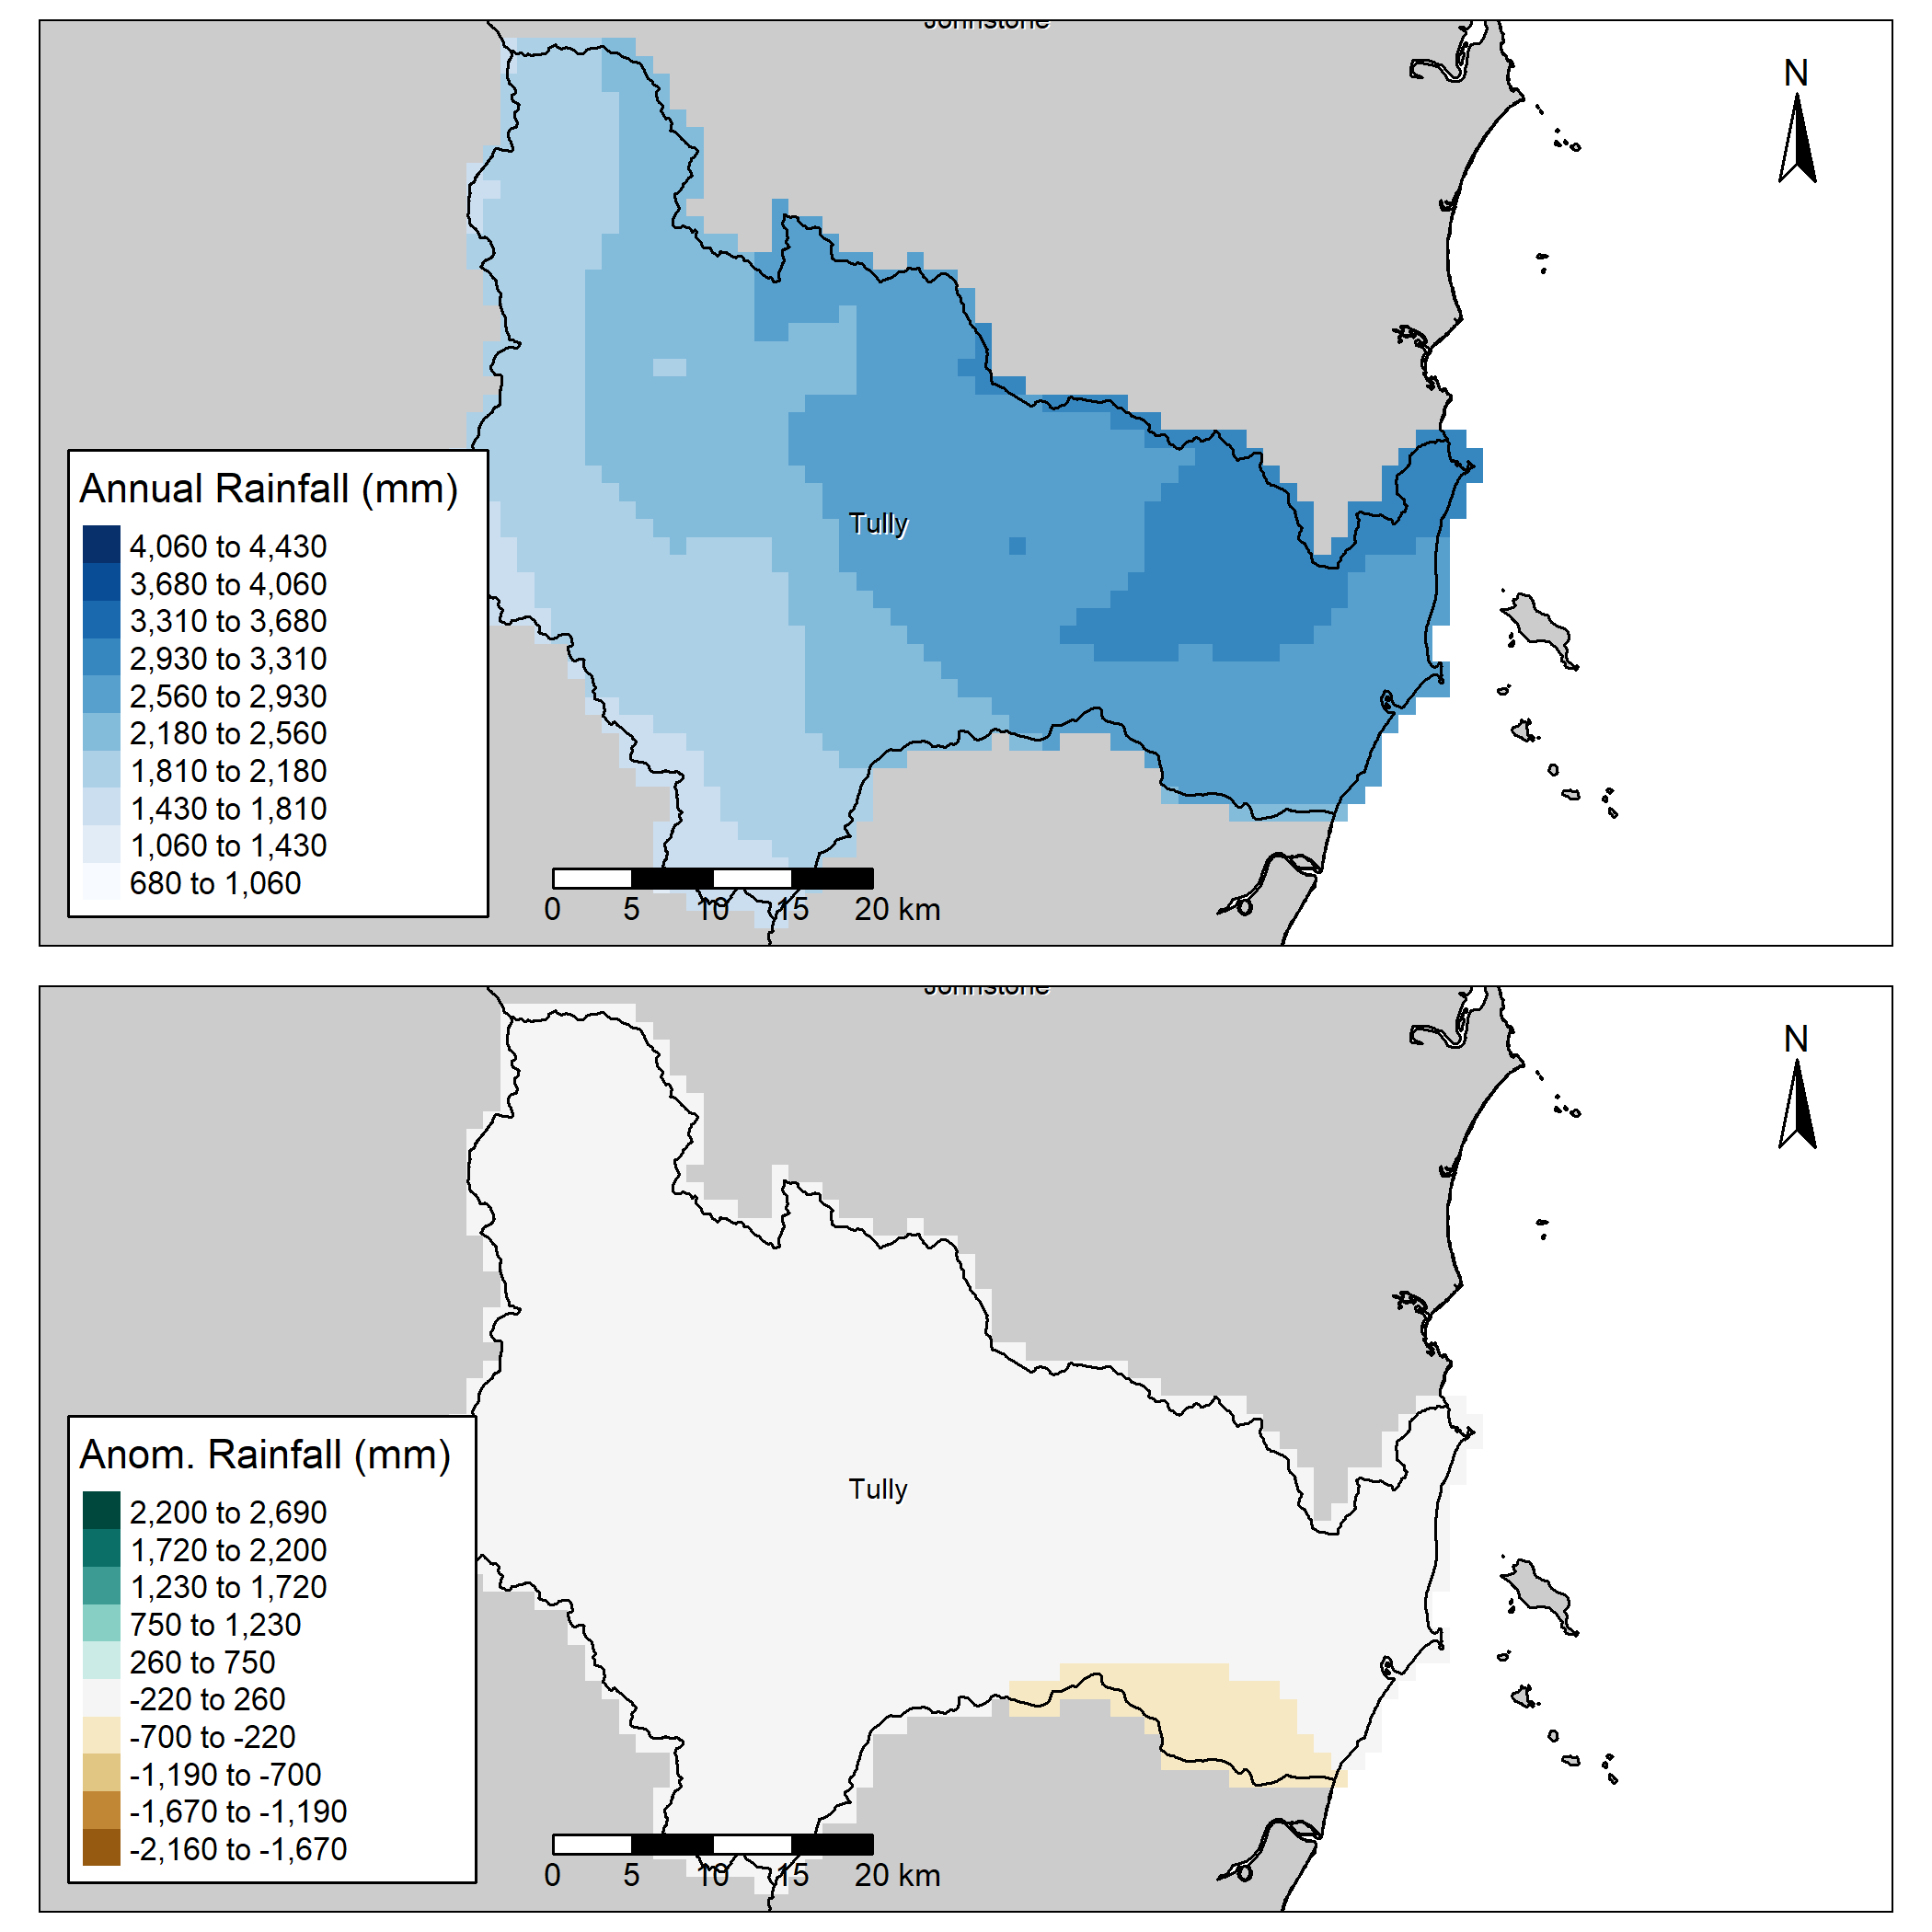 Johnstone
N
Tully
Annual Rainfall (mm)
4,060 to 4,430
3,680 to 4,060
3,310 to 3,680
2,930 to 3,310
2,560 to 2,930
2,180 to 2,560
1,810 to 2,180
1,430 to 1,810
1,060 to 1,430
680 to 1,060
0 5 10 15 20 km
Johnstone
N
Tully
Anom. Rainfall (mm)
2,200 to 2,690
1,720 to 2,200
1,230 to 1,720
750 to 1,230
260 to 750
-220 to 260
-700 to -220
-1,190 to -700
-1,670 to -1,190
-2,160 to -1,670
0 5 10 15 20 km